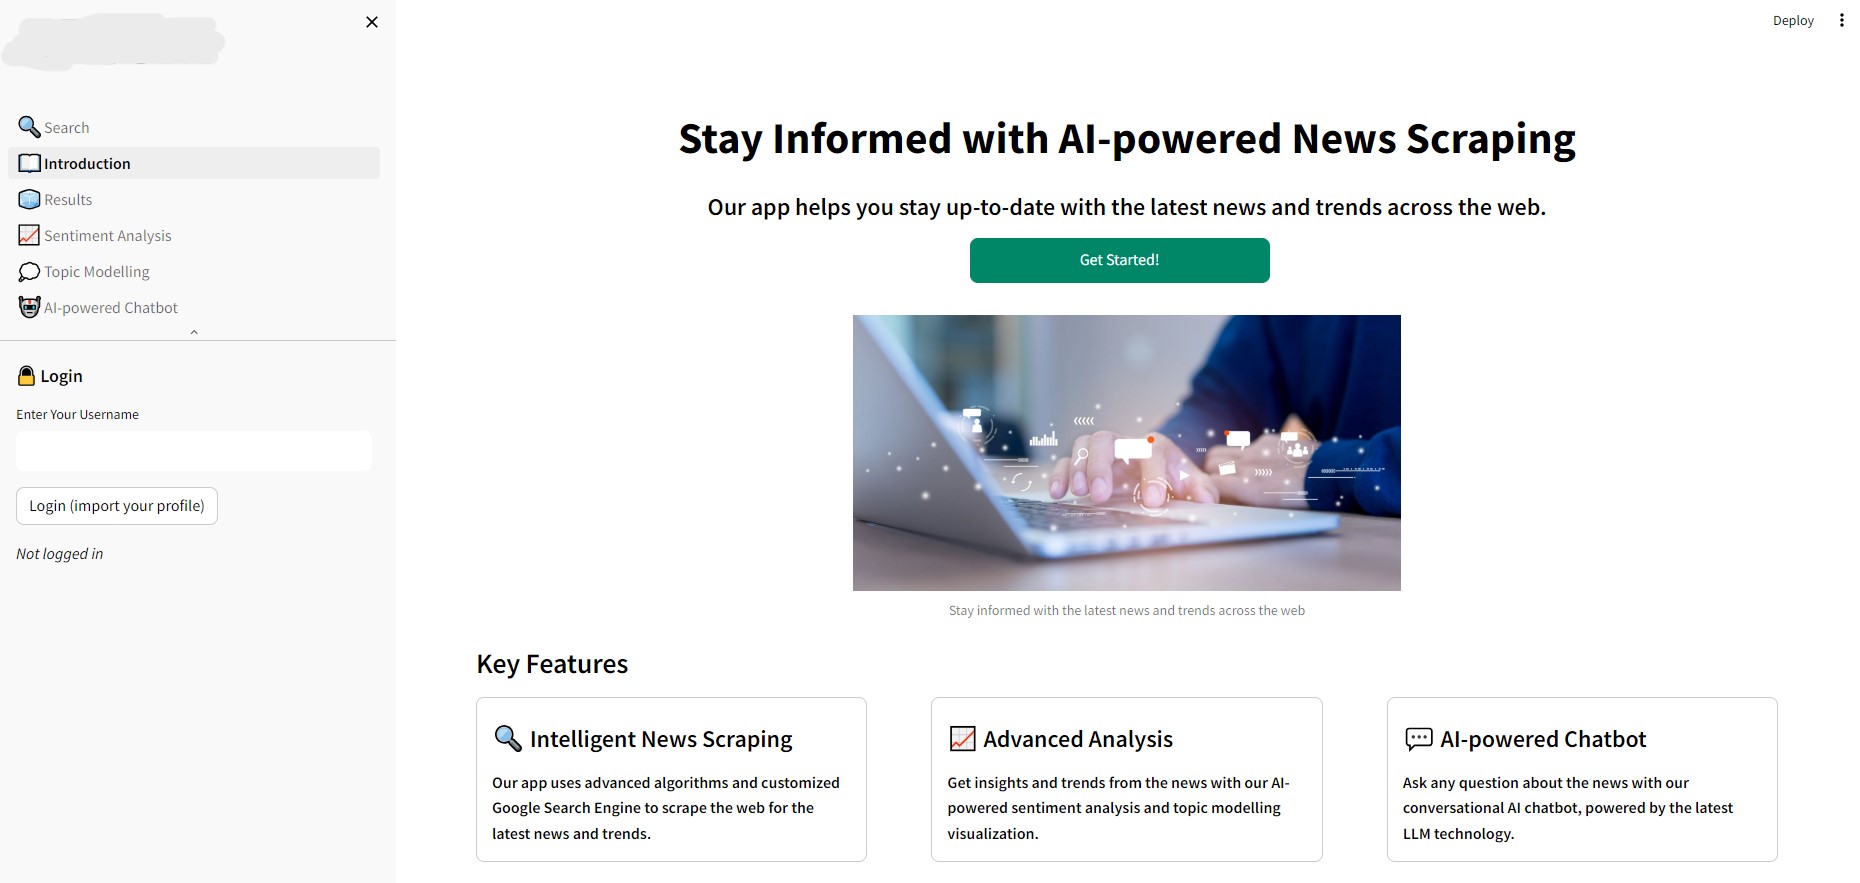 Deploy
Search
Introduction
Results
Sentiment Analysis
Topic Modelling
AI-powered Chatbot
Login
Enter Your Username
Login (import your profile)
Not logged in
Stay Informed with AI-powered News Scraping
Our app helps you stay up-to-date with the latest news and trends across the web.
Get Started!
Stay informed with the latest news and trends across the web
Key Features
Intelligent News Scraping
Our app uses advanced algorithms and customized
Google Search Engine to scrape the web for the
latest news and trends.
Advanced Analysis
Get insights and trends from the news with our AI-
powered sentiment analysis and topic modelling
visualization.
AI-powered Chatbot
Ask any question about the news with our
conversational AI chatbot, powered by the latest
LLM technology.